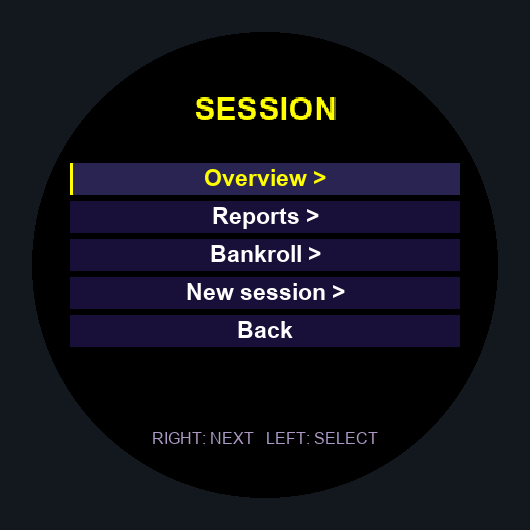 SESSION
Overview >
Reports >
Bankroll >
New session >
Back
RIGHT: NEXT LEFT: SELECT